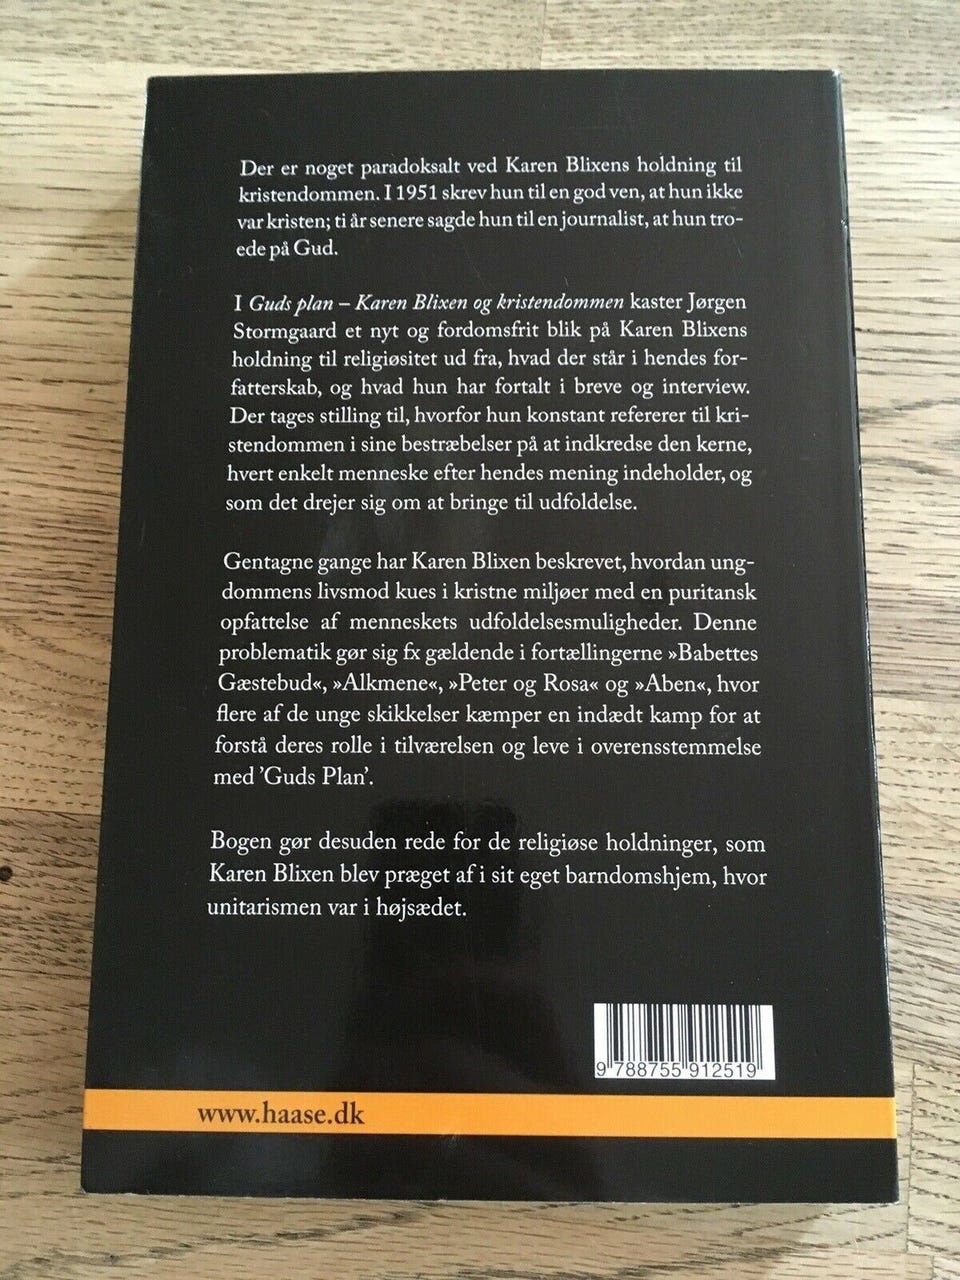 Der er noget paradoksalt ved Karen Blixens holdning til
kristendommen. I 1951 skrev hun til en god ven, at hun ikke
var kristen; ti år senere sagde hun til en journalist, at hun tro-
ede på Gud.
I Guds plan – Karen Blixen og kristendommen kaster Jørgen
Stormgaard et nyt og fordomsfrit blik på Karen Blixens
holdning til religiøsitet ud fra, hvad der står i hendes for-
fatterskab, og hvad hun har fortalt i breve og interview.
Der tages stilling til, hvorfor hun konstant refererer til kri-
stendommen i sine bestræbelser på at indkredse den kerne,
hvert enkelt menneske efter hendes mening indeholder, og
som det drejer sig om at bringe til udfoldelse.
Gentagne gange har Karen Blixen beskrevet, hvordan ung-
dommens livsmod kues i kristne miljøer med en puritansk
opfattelse af menneskets udfoldelsesmuligheder. Denne
problematik gør sig fx gældende i fortællingerne »Babettes
Gæstebud«, »Alkmene«, »Peter og Rosa« og »Aben«, hvor
flere af de unge skikkelser kæmper en indædt kamp for at
forstå deres rolle i tilværelsen og leve i overensstemmelse
med ’Guds Plan’.
Bogen gør desuden rede for de religiøse holdninger, som
Karen Blixen blev præget af i sit eget barndomshjem, hvor
unitarismen var i højsædet.
9 788755 912519
www.haase.dk